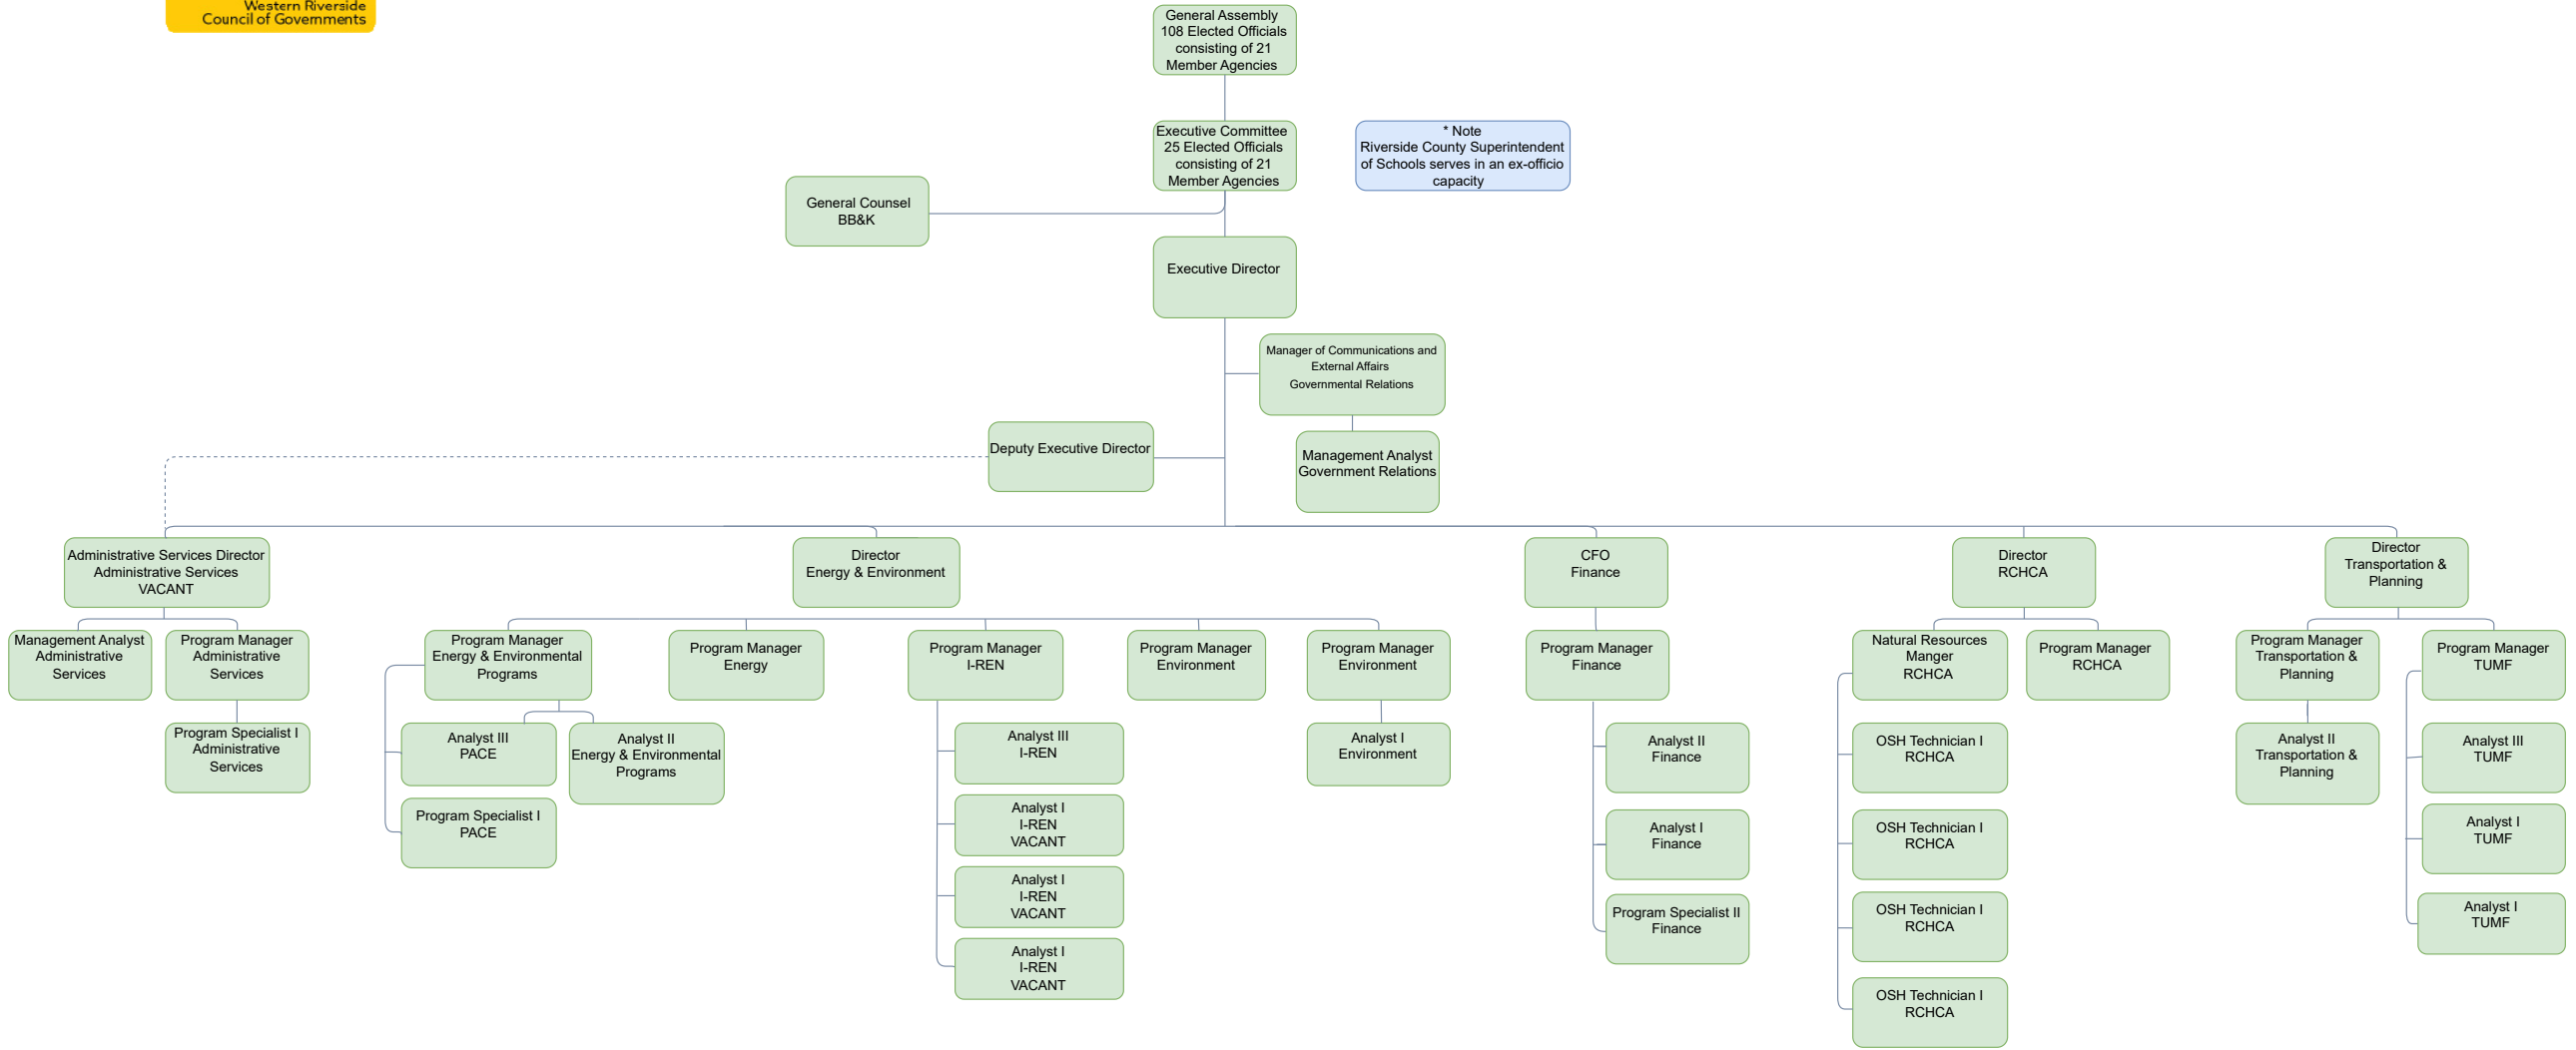 Western Riverside
Council of Governments
General Assembly
108 Elected Officials
consisting of 21
Member Agencies
Executive Committee
25 Elected Officials
consisting of 21
Member Agencies
* Note
Riverside County Superintendent
of Schools serves in an ex-officio
capacity
General Counsel
BB&K
Executive Director
Manager of Communications and
External Affairs
Governmental Relations
Deputy Executive Director
Management Analyst
Government Relations
Administrative Services Director
Administrative Services
VACANT
Director
Energy & Environment
CFO
Finance
Director
RCHCA
Director
Transportation &
Planning
Management Analyst
Administrative
Services
Program Manager
Administrative
Services
Program Manager
Energy & Environmental
Programs
Program Manager
Energy
Program Manager
I-REN
Program Manager
Environment
Program Manager
Environment
Program Manager
Finance
Natural Resources
Manger
RCHCA
Program Manager
RCHCA
Program Manager
Transportation &
Planning
Program Manager
TUMF
Program Specialist I
Administrative
Services
Analyst III
PACE
Analyst II
Energy & Environmental
Programs
Analyst III
I-REN
Analyst I
Environment
Analyst II
Finance
OSH Technician I
RCHCA
Analyst II
Transportation &
Planning
Analyst III
TUMF
Program Specialist I
PACE
Analyst I
I-REN
VACANT
Analyst I
Finance
OSH Technician I
RCHCA
Analyst I
TUMF
Analyst I
I-REN
VACANT
Program Specialist II
Finance
OSH Technician I
RCHCA
Analyst I
TUMF
Analyst I
I-REN
VACANT
OSH Technician I
RCHCA